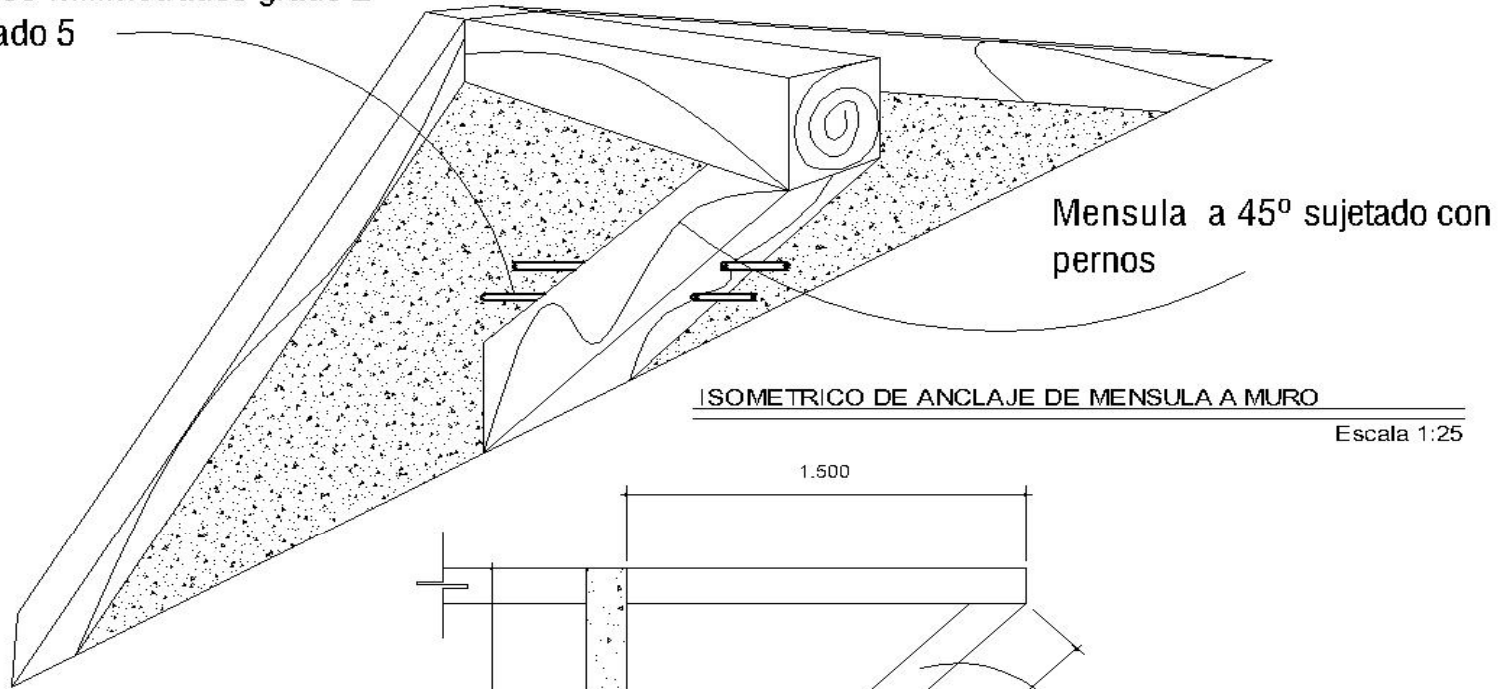 ado 5
Mensula a 45º sujetado con
pernos
ISOMETRICO DE ANCLAJE DE MENSULA A MURO
Escala 1:25
1.500